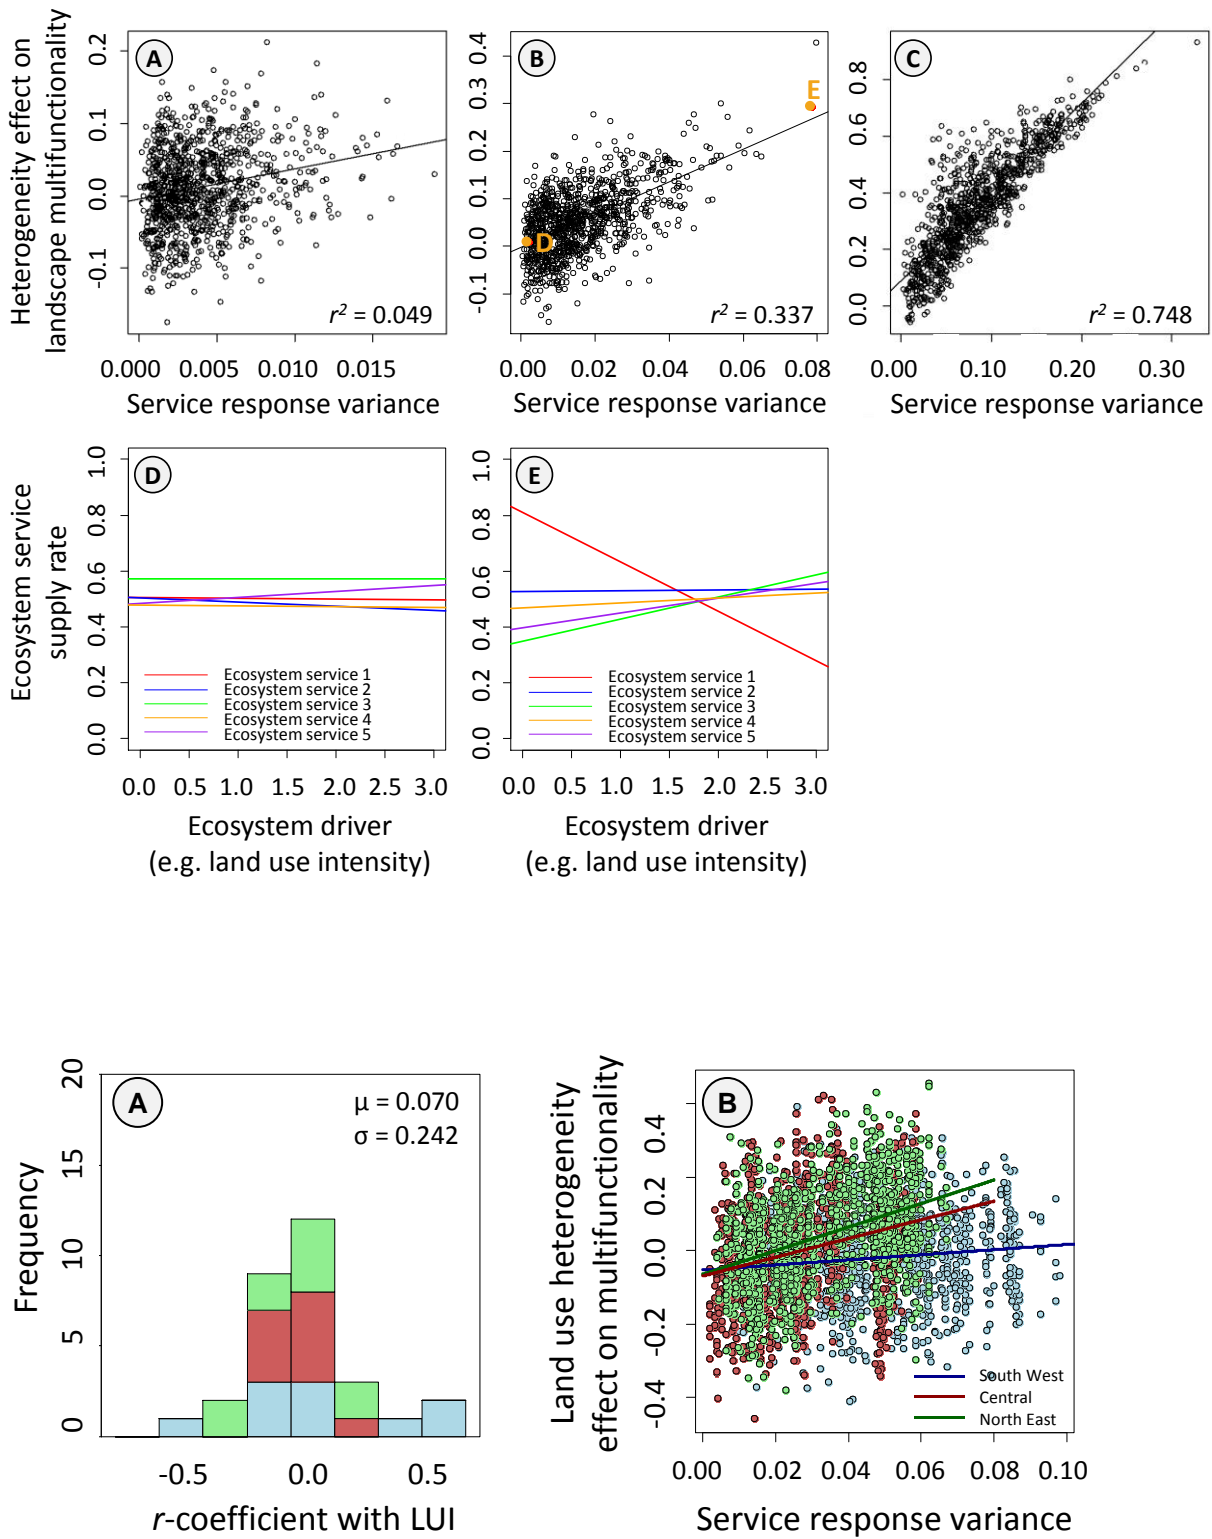 Heterogeneity effect on
landscape multifunctionality
A
0.2
0.1
0.0
-0.1
r² = 0.049
0.000 0.005 0.010 0.015
Service response variance
B
0.4
0.3
0.2
0.1
0.0
-0.1
E
D
r² = 0.337
0.00 0.02 0.04 0.06 0.08
Service response variance
C
0.8
0.6
0.4
0.2
0.0
r² = 0.748
0.00 0.10 0.20 0.30
Service response variance
Ecosystem service
supply rate
D
1.0
0.8
0.6
0.4
0.2
0.0
Ecosystem service 1
Ecosystem service 2
Ecosystem service 3
Ecosystem service 4
Ecosystem service 5
0.0 0.5 1.0 1.5 2.0 2.5 3.0
Ecosystem driver
(e.g. land use intensity)
E
1.0
0.8
0.6
0.4
0.2
0.0
Ecosystem service 1
Ecosystem service 2
Ecosystem service 3
Ecosystem service 4
Ecosystem service 5
0.0 0.5 1.0 1.5 2.0 2.5 3.0
Ecosystem driver
(e.g. land use intensity)
Frequency
A
20
15
10
5
0
μ = 0.070
σ = 0.242
-0.5 0.0 0.5
r-coefficient with LUI
Land use heterogeneity
effect on multifunctionality
B
0.4
0.2
0.0
-0.2
-0.4
South West
Central
North East
0.00 0.02 0.04 0.06 0.08 0.10
Service response variance